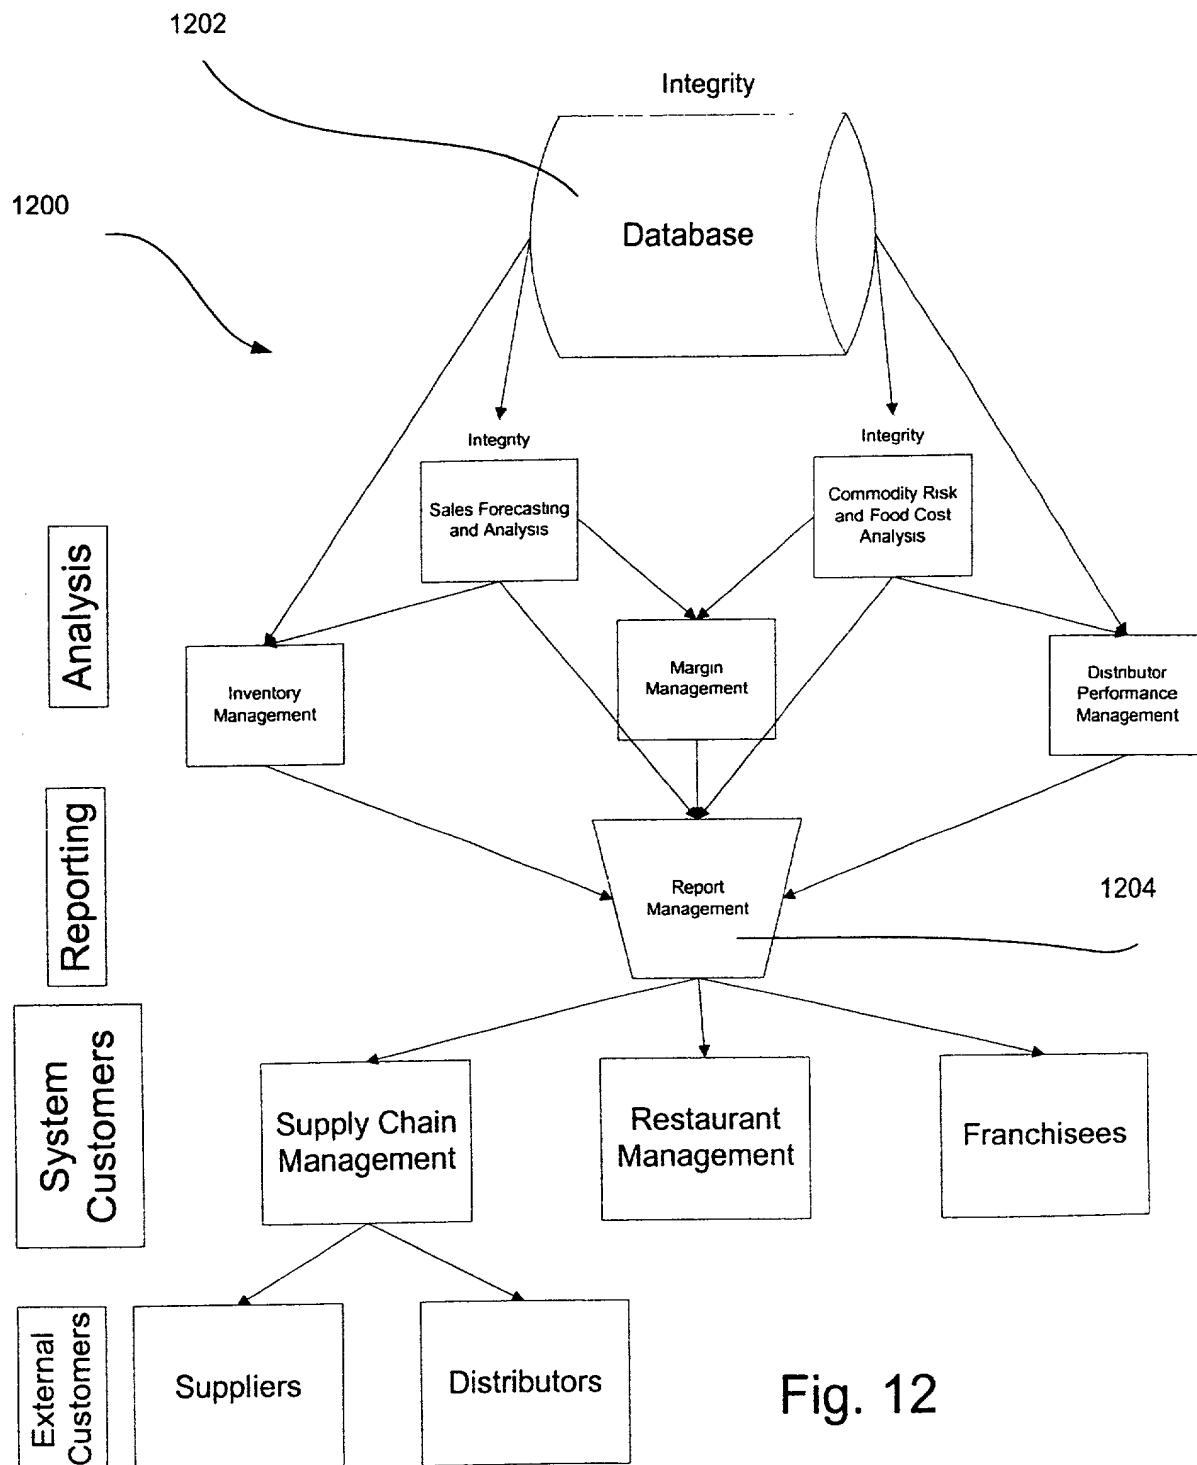 1202
Integrity
1200
Database
Integrity
Integrity
Sales Forecasting
and Analysis
Commodity Risk
and Food Cost
Analysis
Analysis
Inventory
Management
Margin
Management
Distributor
Performance
Management
Reporting
Report
Management
1204
System
Customers
Supply Chain
Management
Restaurant
Management
Franchisees
External
Customers
Suppliers
Distributors
Fig. 12